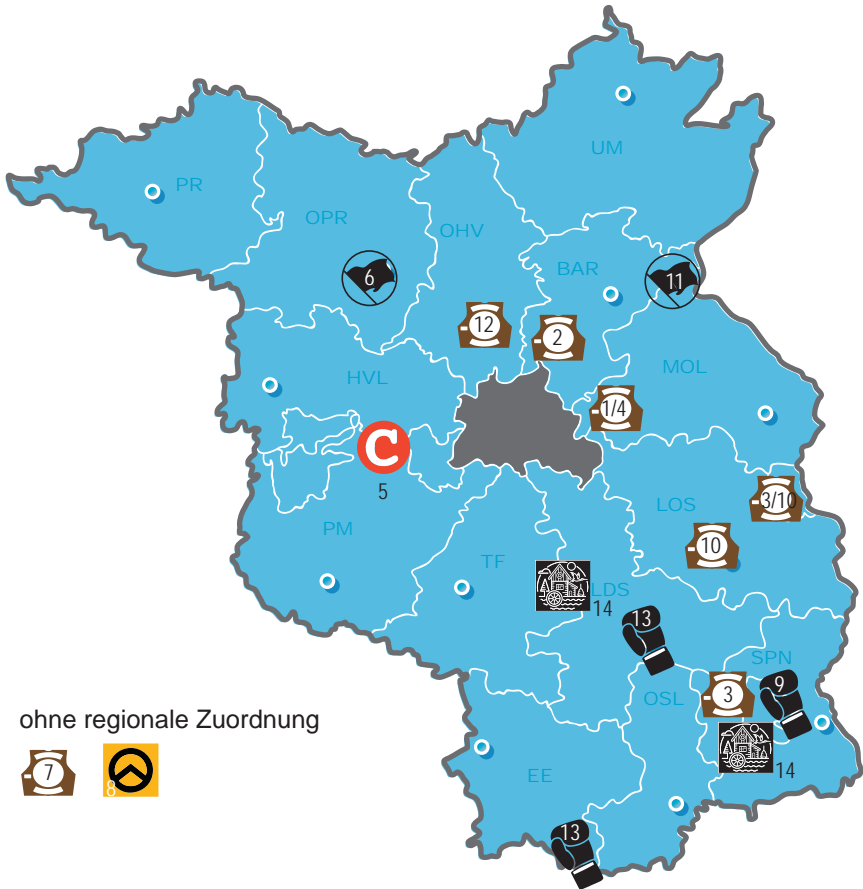 UM
PR
OPR
OHV
BAR
6
11
12
2
HVL
MOL
1/4
C
5
3/10
LOS
PM
10
TF
LDS
14
13
SPN
3
9
OSL
14
ohne regionale Zuordnung
7
8
EE
13